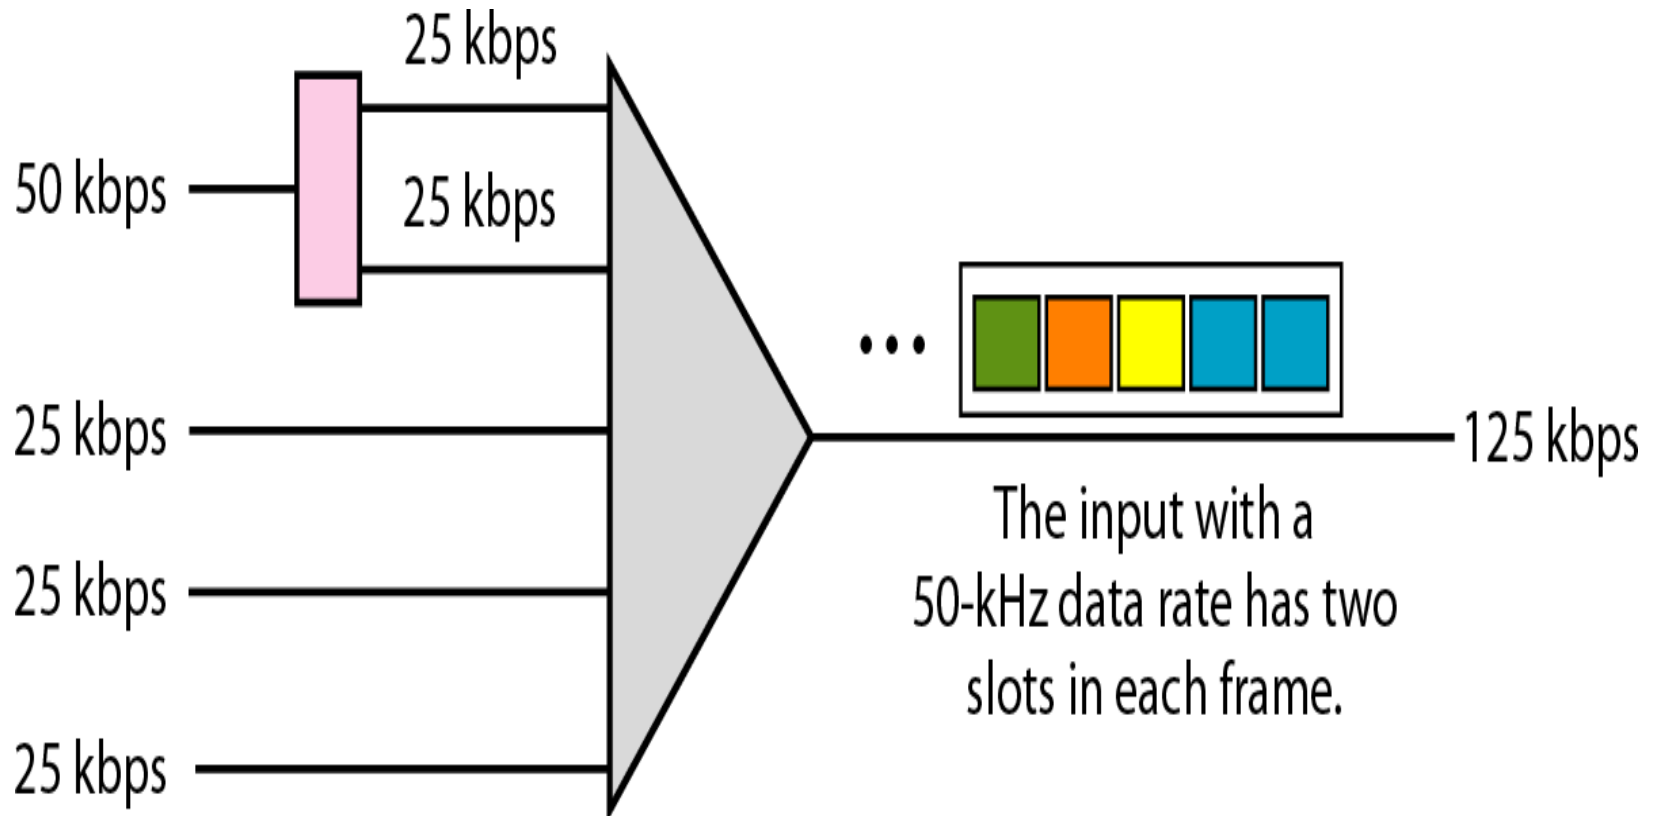 25 kbps
50 kbps
25 kbps
25 kbps
125 kbps
The input with a
50-kHz data rate has two
slots in each frame.
25 kbps
25 kbps